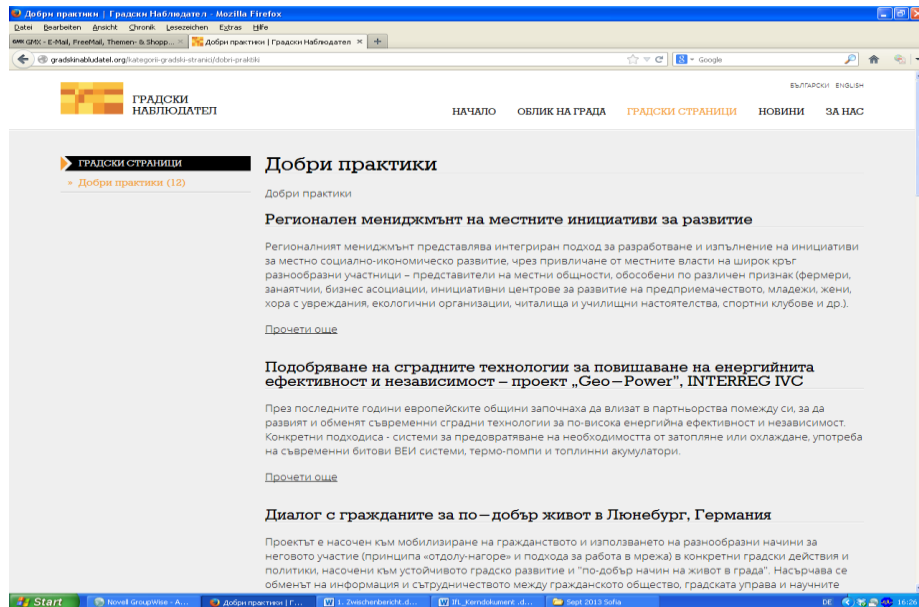 Добри практики | Градски Наблюдател - Mozilla Firefox
Datei Bearbeiten Ansicht Chronik Lesezeichen Extras Hilfe
GMX - E-Mail, FreeMail, Themen- & Shopp... Добри практики | Градски Наблюдател
gradskinabludatel.org/kategorii-gradski-stranici/dobri-praktiki Google
БЪЛГАРСКИ ENGLISH
ГРАДСКИ
НАБЛЮДАТЕЛ
НАЧАЛО ОБЛИК НА ГРАДА ГРАДСКИ СТРАНИЦИ НОВИНИ ЗА НАС
ГРАДСКИ СТРАНИЦИ
Добри практики (12)
Добри практики
Добри практики
Регионален мениджмънт на местните инициативи за развитие
Регионалният мениджмънт представлява интегриран подход за разработване и изпълнение на инициативи
за местно социално-икономическо развитие, чрез привличане от местните власти на широк кръг
разнообразни участници – представители на местни общности, обособени по различен признак (фермери,
занаятчии, бизнес асоциации, инициативни центрове за развитие на предприемачеството, младежи, жени,
хора с увреждания, екологични организации, читалища и училищни настоятелства, спортни клубове и др.).
Прочети още
Подобряване на сградните технологии за повишаване на енергийнита
ефективност и независимост – проект „Geo–Power", INTERREG IVC
През последните години европейските общини започнаха да влизат в партньорства помежду си, за да
развият и обменят съвременни сградни технологии за по-висока енергийна ефективност и независимост.
Конкретни подходиса - системи за предовратяване на необходимостта от затопляне или охлаждане, употреба
на съвременни битови ВЕИ системи, термо-помпи и топлинни акумулатори.
Прочети още
Диалог с гражданите за по–добър живот в Люнебург, Германия
Проектът е насочен към мобилизиране на гражданството и използването на разнообразни начини за
неговото участие (принципа «отдолу-нагоре» и подхода за работа в мрежа) в конкретни градски действия и
политики, насочени към устойчивото градско развитие и "по-добър начин на живот в града". Насърчава се
обменът на информация и сътрудничеството между гражданското общество, градската управа и научните
Start Novell GroupWise - A... Добри практики | Г... 1. Zwischenbericht.d... IfL_Kerndokument .d... Sept 2013 Sofia DE 16:26